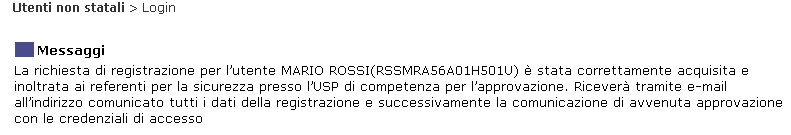 Utenti non statali > Login
Messaggi
La richiesta di registrazione per l'utente MARIO ROSSI(RSSMRA56A01H501U) è stata correttamente acquisita e
inoltrata ai referenti per la sicurezza presso l'USP di competenza per l'approvazione. Riceverà tramite e-mail
all'indirizzo comunicato tutti i dati della registrazione e successivamente la comunicazione di avvenuta approvazione
con le credenziali di accesso